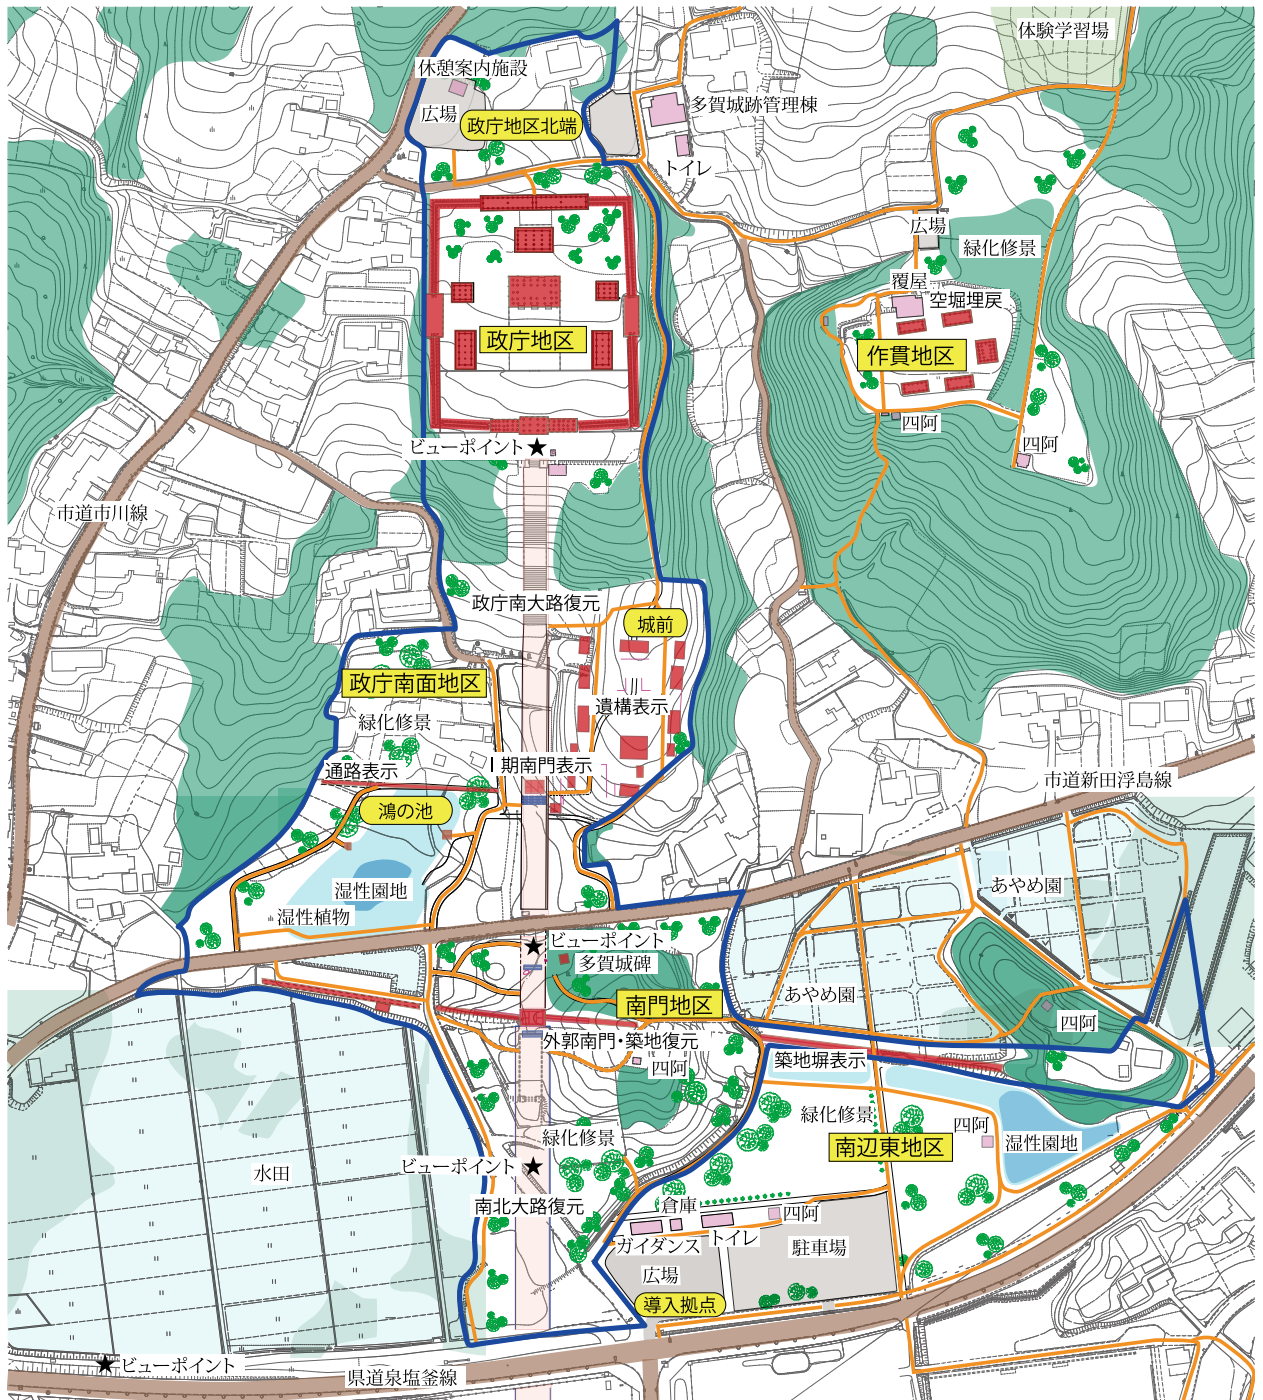 体験学習場
休憩案内施設
広場
多賀城跡管理棟
政庁地区北端
トイレ
広場
緑化修景
覆屋
空堀埋戻
政庁地区
作貫地区
四阿
ビューポイント
四阿
市道市川線
政庁南大路復元
城前
政庁南面地区
遺構表示
緑化修景
Ⅰ期南門表示
通路表示
市道新田浮島線
鴻の池
湿性園地
あやめ園
湿性植物
ビューポイント
多賀城碑
あやめ園
南門地区
四阿
外郭南門・築地復元
築地塀表示
四阿
緑化修景
四阿
緑化修景
湿性園地
南辺東地区
ビューポイント
水田
南北大路復元
倉庫
四阿
ガイダンス
トイレ
駐車場
広場
導入拠点
ビューポイント
県道泉塩釜線